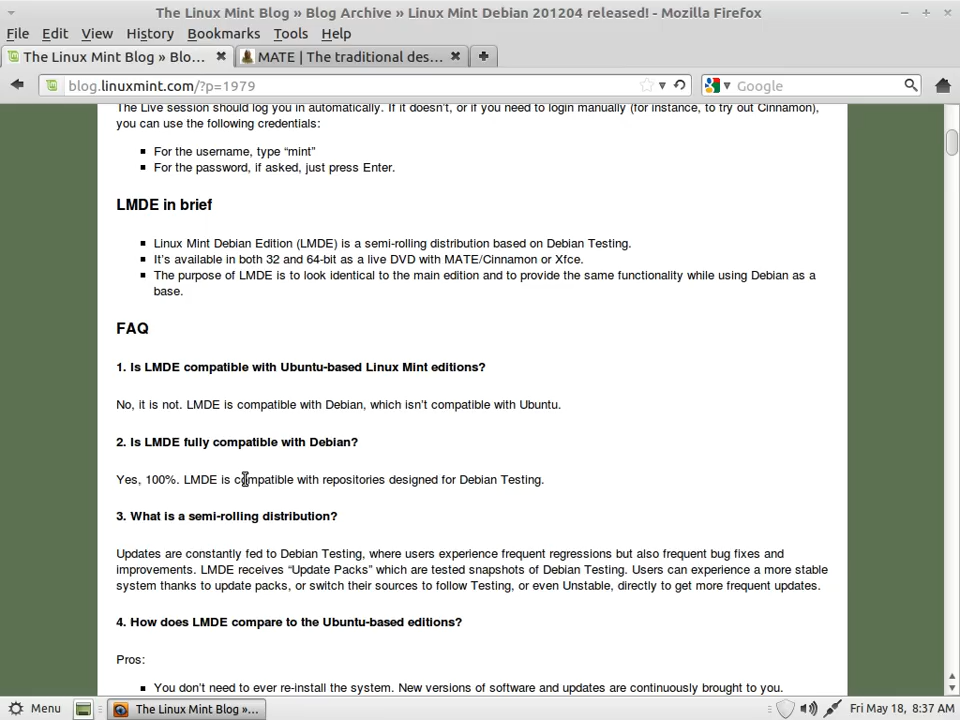 The Linux Mint Blog » Blog Archive » Linux Mint Debian 201204 released! - Mozilla Firefox
File Edit View History Bookmarks Tools Help
The Linux Mint Blog » Blo... MATE | The traditional des...
blog.linuxmint.com/?p=1979 Google
The Live session should log you in automatically. If it doesn't, or if you need to login manually (for instance, to try out Cinnamon),
you can use the following credentials:
For the username, type “mint”
For the password, if asked, just press Enter.
LMDE in brief
Linux Mint Debian Edition (LMDE) is a semi-rolling distribution based on Debian Testing.
It’s available in both 32 and 64-bit as a live DVD with MATE/Cinnamon or Xfce.
The purpose of LMDE is to look identical to the main edition and to provide the same functionality while using Debian as a
base.
FAQ
1. Is LMDE compatible with Ubuntu-based Linux Mint editions?
No, it is not. LMDE is compatible with Debian, which isn’t compatible with Ubuntu.
2. Is LMDE fully compatible with Debian?
Yes, 100%. LMDE is compatible with repositories designed for Debian Testing.
3. What is a semi-rolling distribution?
Updates are constantly fed to Debian Testing, where users experience frequent regressions but also frequent bug fixes and
improvements. LMDE receives “Update Packs” which are tested snapshots of Debian Testing. Users can experience a more stable
system thanks to update packs, or switch their sources to follow Testing, or even Unstable, directly to get more frequent updates.
4. How does LMDE compare to the Ubuntu-based editions?
Pros:
You don’t need to ever re-install the system. New versions of software and updates are continuously brought to you.
Menu The Linux Mint Blog »... Fri May 18, 8:37 AM